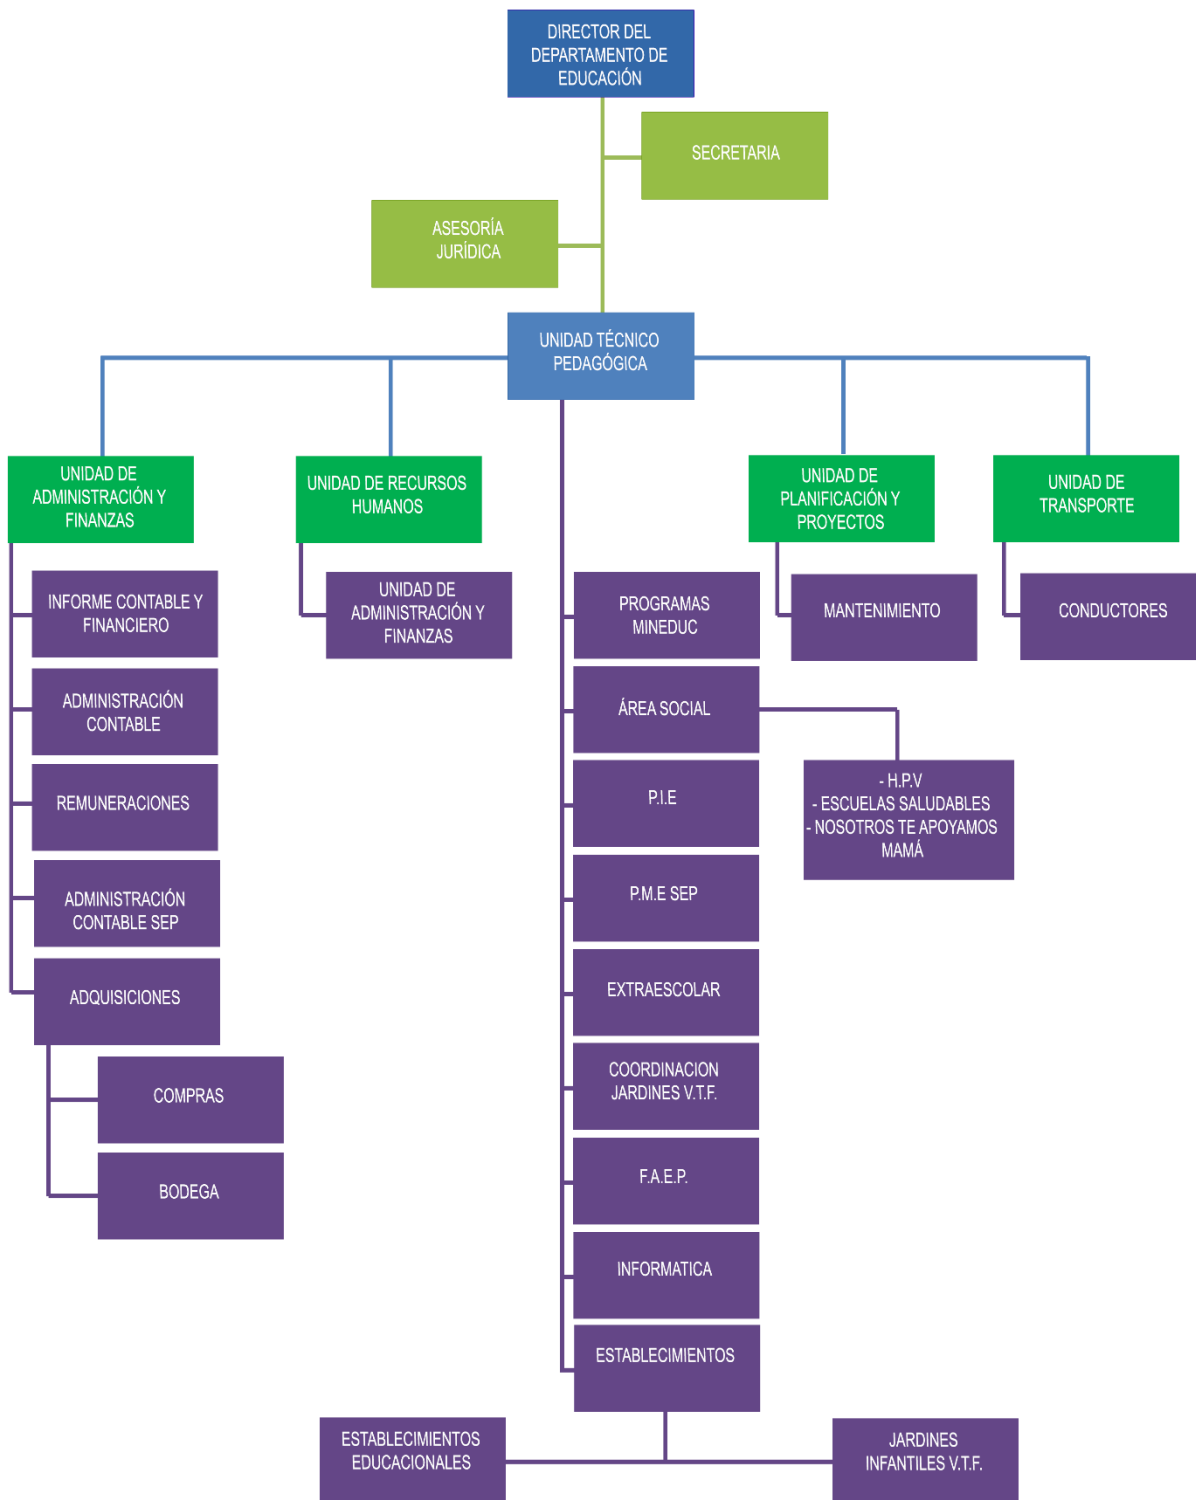 DIRECTOR DEL
DEPARTAMENTO DE
EDUCACIÓN
SECRETARIA
ASESORÍA
JURÍDICA
UNIDAD TÉCNICO
PEDAGÓGICA
UNIDAD DE
ADMINISTRACIÓN Y
FINANZAS
INFORME CONTABLE Y
FINANCIERO
ADMINISTRACIÓN
CONTABLE
REMUNERACIONES
ADMINISTRACIÓN
CONTABLE SEP
ADQUISICIONES
COMPRAS
BODEGA
UNIDAD DE RECURSOS
HUMANOS
UNIDAD DE
ADMINISTRACIÓN Y
FINANZAS
PROGRAMAS
MINEDUC
ÁREA SOCIAL
- H.P.V
- ESCUELAS SALUDABLES
- NOSOTROS TE APOYAMOS
MAMÁ
P.I.E
P.M.E SEP
EXTRAESCOLAR
COORDINACION
JARDINES V.T.F.
F.A.E.P.
INFORMATICA
ESTABLECIMIENTOS
ESTABLECIMIENTOS
EDUCACIONALES
JARDINES
INFANTILES V.T.F.
UNIDAD DE
PLANIFICACIÓN Y
PROYECTOS
MANTENIMIENTO
UNIDAD DE
TRANSPORTE
CONDUCTORES